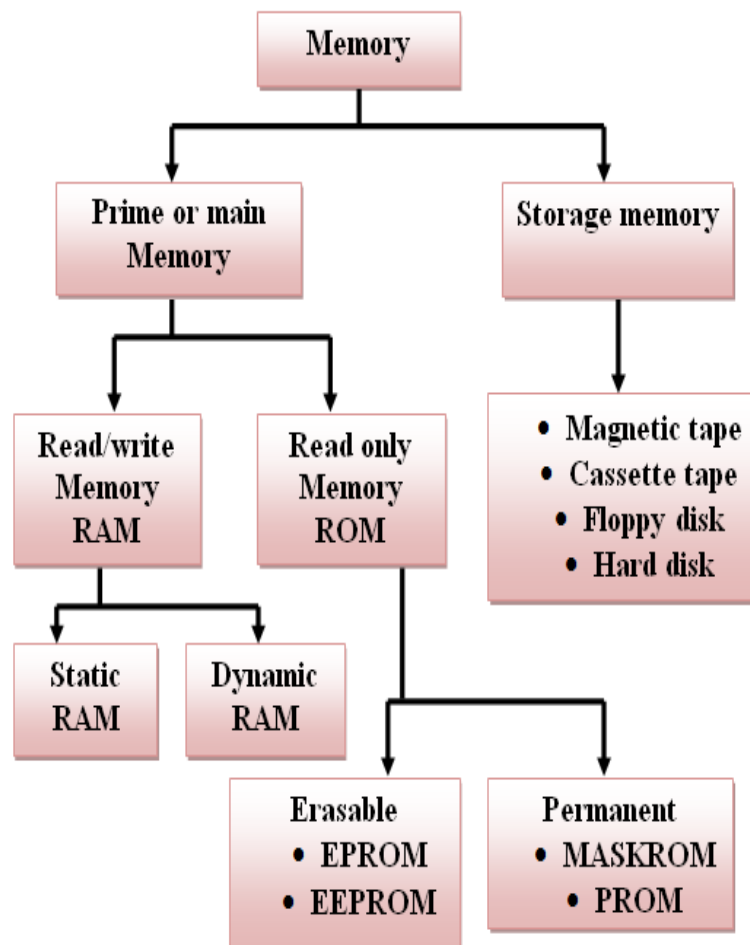 Memory
Prime or main
Memory
Storage memory
Read/write
Memory
RAM
Read only
Memory
ROM
• Magnetic tape
• Cassette tape
• Floppy disk
• Hard disk
Static
RAM
Dynamic
RAM
Erasable
• EPROM
• EEPROM
Permanent
• MASKROM
• PROM